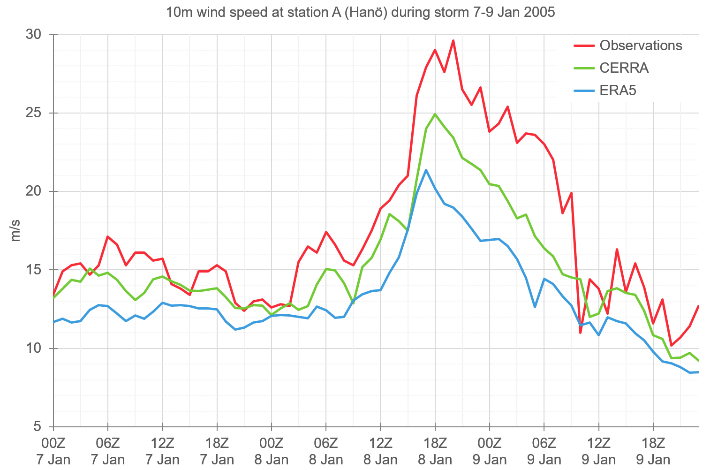 10m wind speed at station A (Hanö) during storm 7-9 Jan 2005
30
25
20
15
10
5
m/s
Observations
CERRA
ERA5
00Z 06Z 12Z 18Z 00Z 06Z 12Z 18Z 00Z 06Z 12Z 18Z
7 Jan 7 Jan 7 Jan 7 Jan 8 Jan 8 Jan 8 Jan 8 Jan 9 Jan 9 Jan 9 Jan 9 Jan